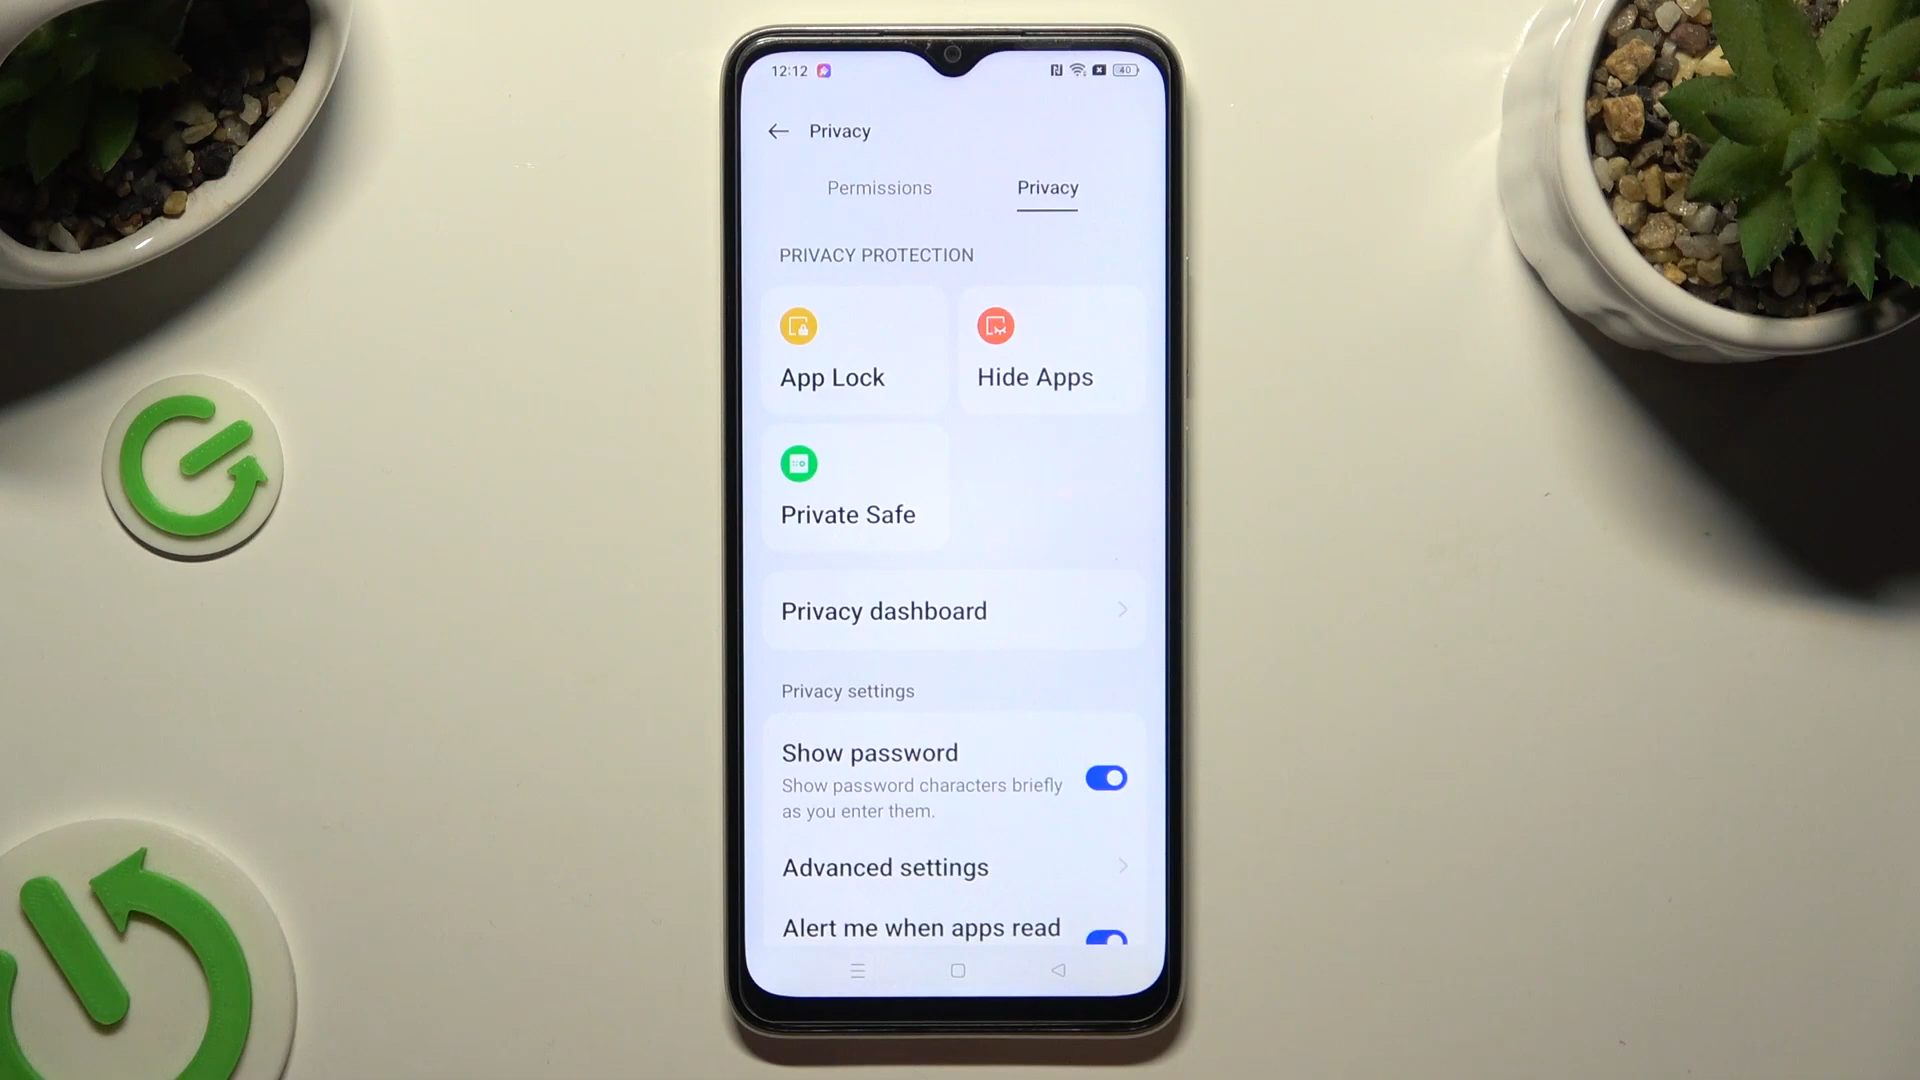 12:12
40
Privacy
Permissions
Privacy
PRIVACY PROTECTION
App Lock
Hide Apps
Private Safe
Privacy dashboard
Privacy settings
Show password
Show password characters briefly
as you enter them.
Advanced settings
Alert me when apps read